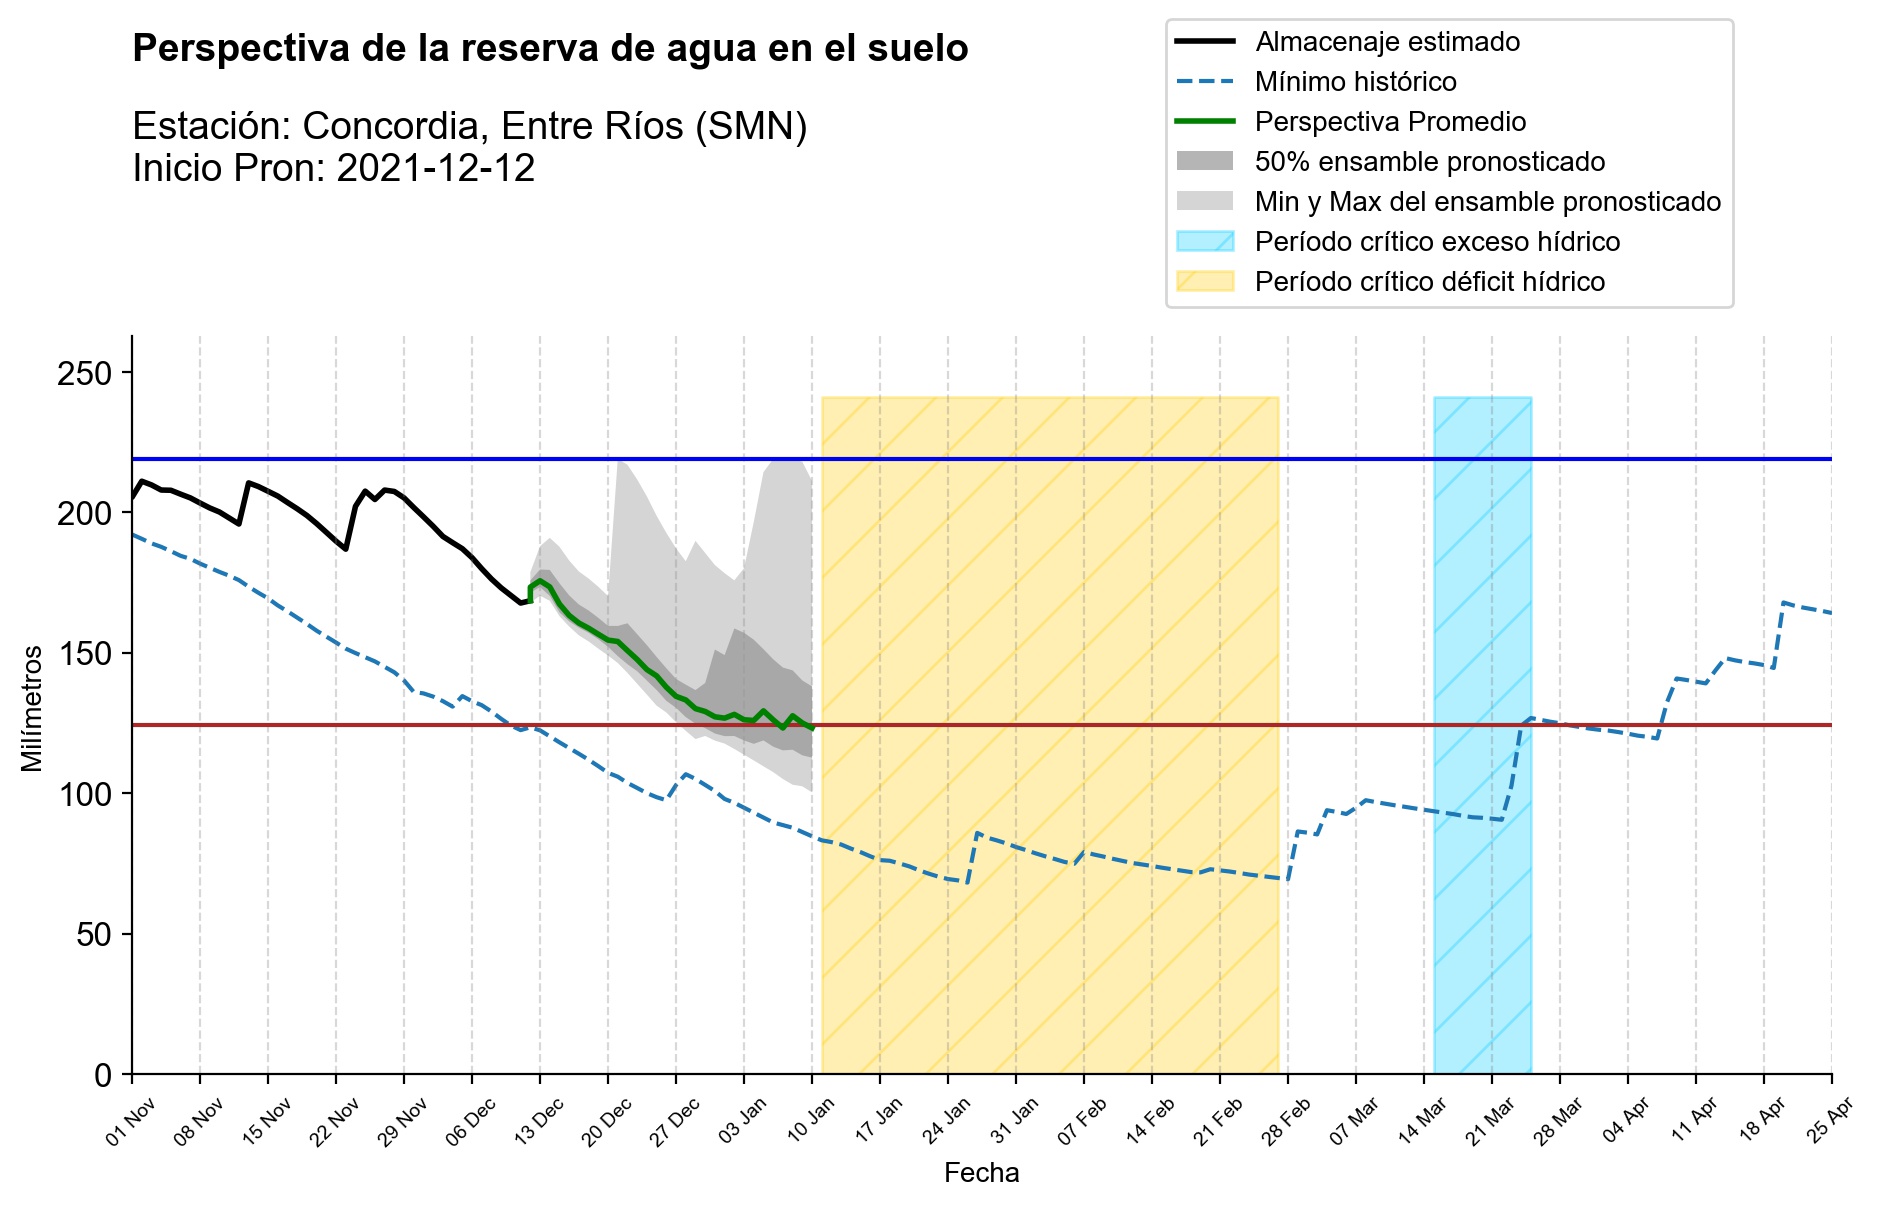 Perspectiva de la reserva de agua en el suelo
Estación: Concordia, Entre Ríos (SMN)
Inicio Pron: 2021-12-12
Almacenaje estimado
Mínimo histórico
Perspectiva Promedio
50% ensamble pronosticado
Min y Max del ensamble pronosticado
Período crítico exceso hídrico
Período crítico déficit hídrico
Milímetros
250
200
150
100
50
0
01 Nov
08 Nov
15 Nov
22 Nov
29 Nov
06 Dec
13 Dec
20 Dec
27 Dec
03 Jan
10 Jan
17 Jan
24 Jan
31 Jan
07 Feb
14 Feb
21 Feb
28 Feb
07 Mar
14 Mar
21 Mar
28 Mar
04 Apr
11 Apr
18 Apr
25 Apr
Fecha